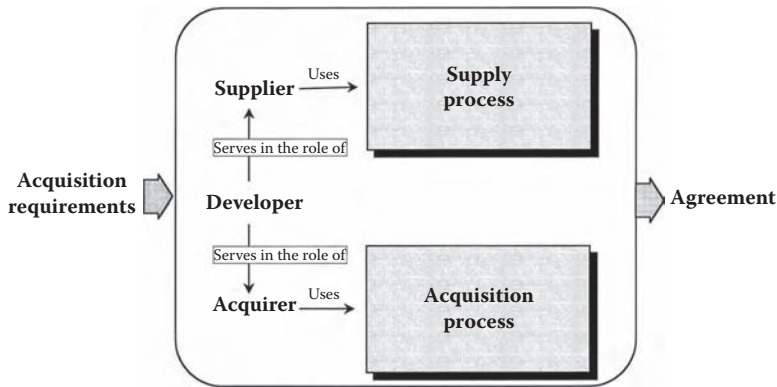 Acquisition
requirements
Supplier
Uses
Supply
process
Serves in the role of
Developer
Serves in the role of
Acquirer
Uses
Acquisition
process
Agreement